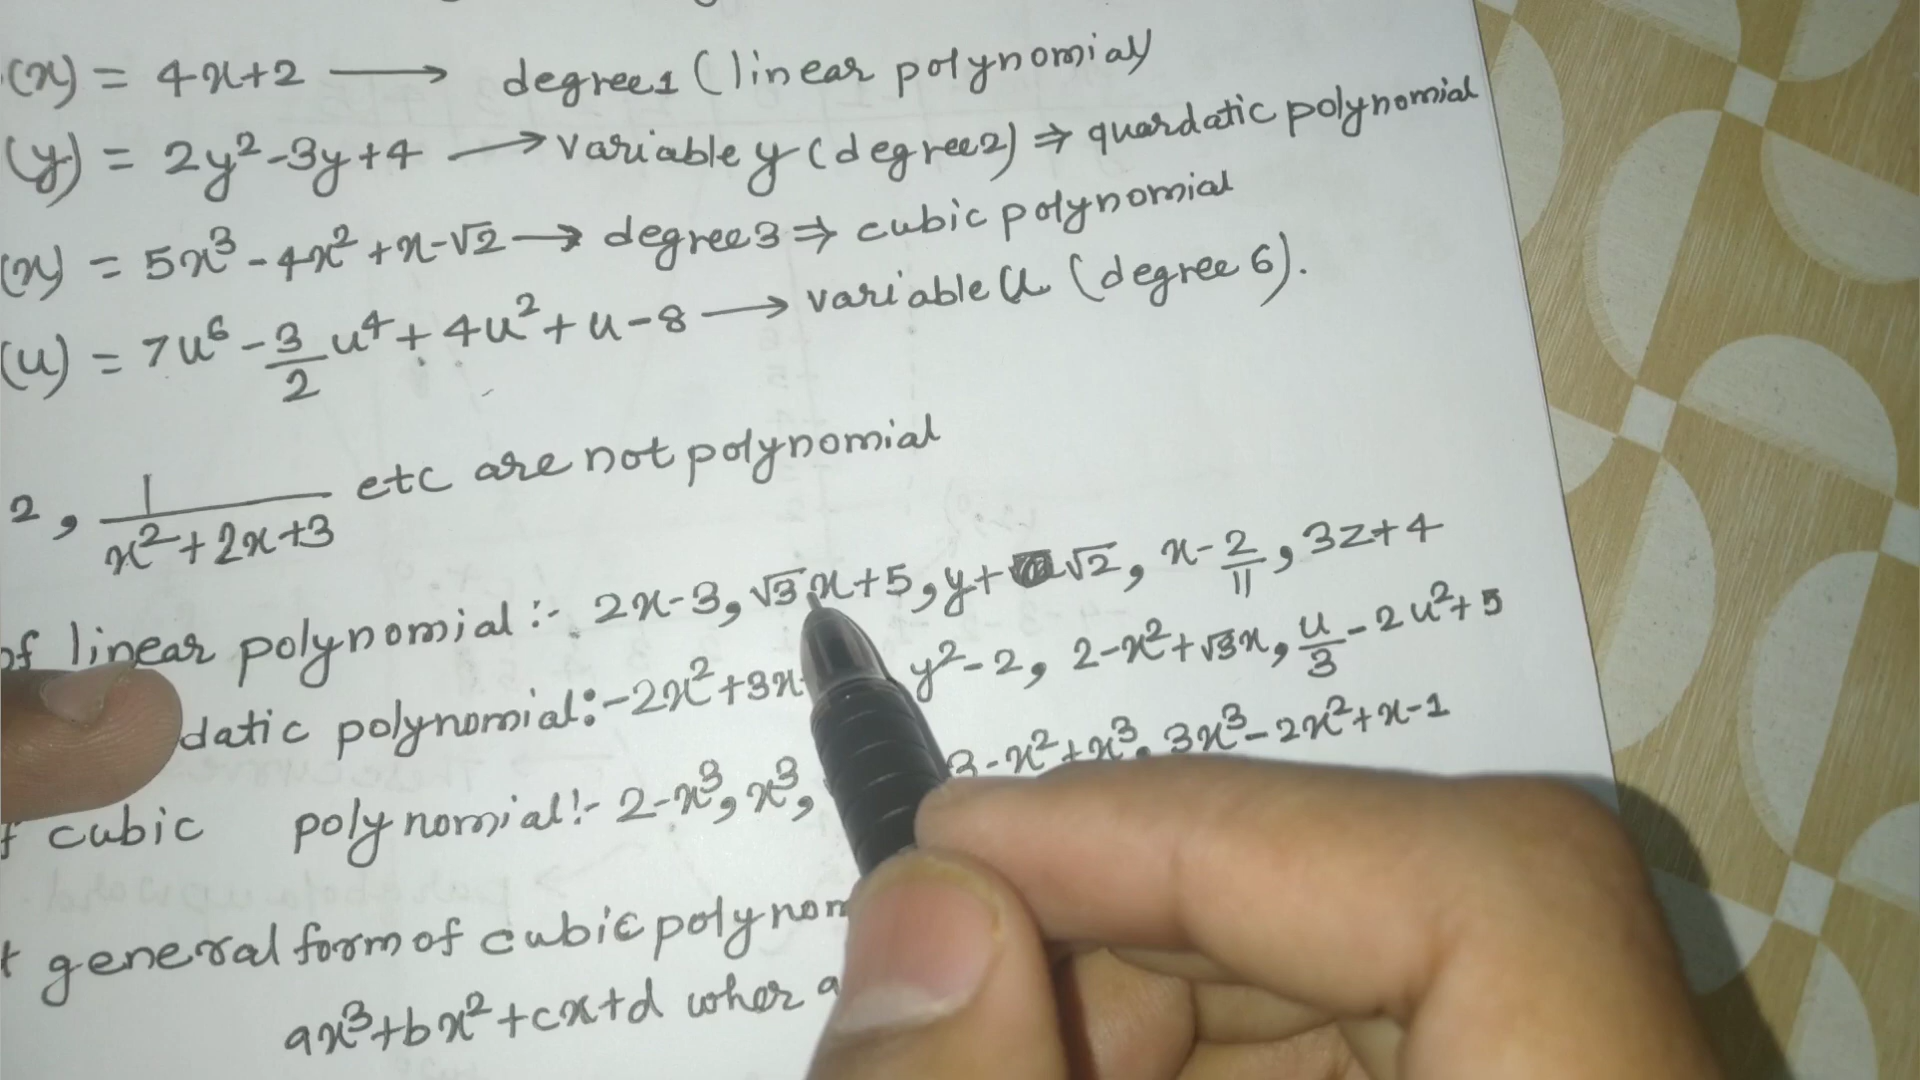 (x) = 4x+2 ⟶ degree1 (linear polynomial)
(y) = 2y²-3y+4 ⟶ variable y (degree2) ⇒ quardatic polynomial
(x) = 5x³-4x²+x-√2 ⟶ degree3 ⇒ cubic polynomial
(u) = 7u⁶-3/2 u⁴+4u²+u-8 ⟶ variable u (degree 6).
2, 1/(x²+2x+3) etc are not polynomial
of linear polynomial :- 2x-3, √3x+5, y+√2, x-2/11, 3z+4
datic polynomial:-2x²+3x y²-2, 2-x²+√3x, u/3-2u²+5
f cubic polynomial:- 2-x³, x³, 3-x²+x³, 3x³-2x²+x-1
t general form of cubic polynom
ax³+bx²+cx+d wher a